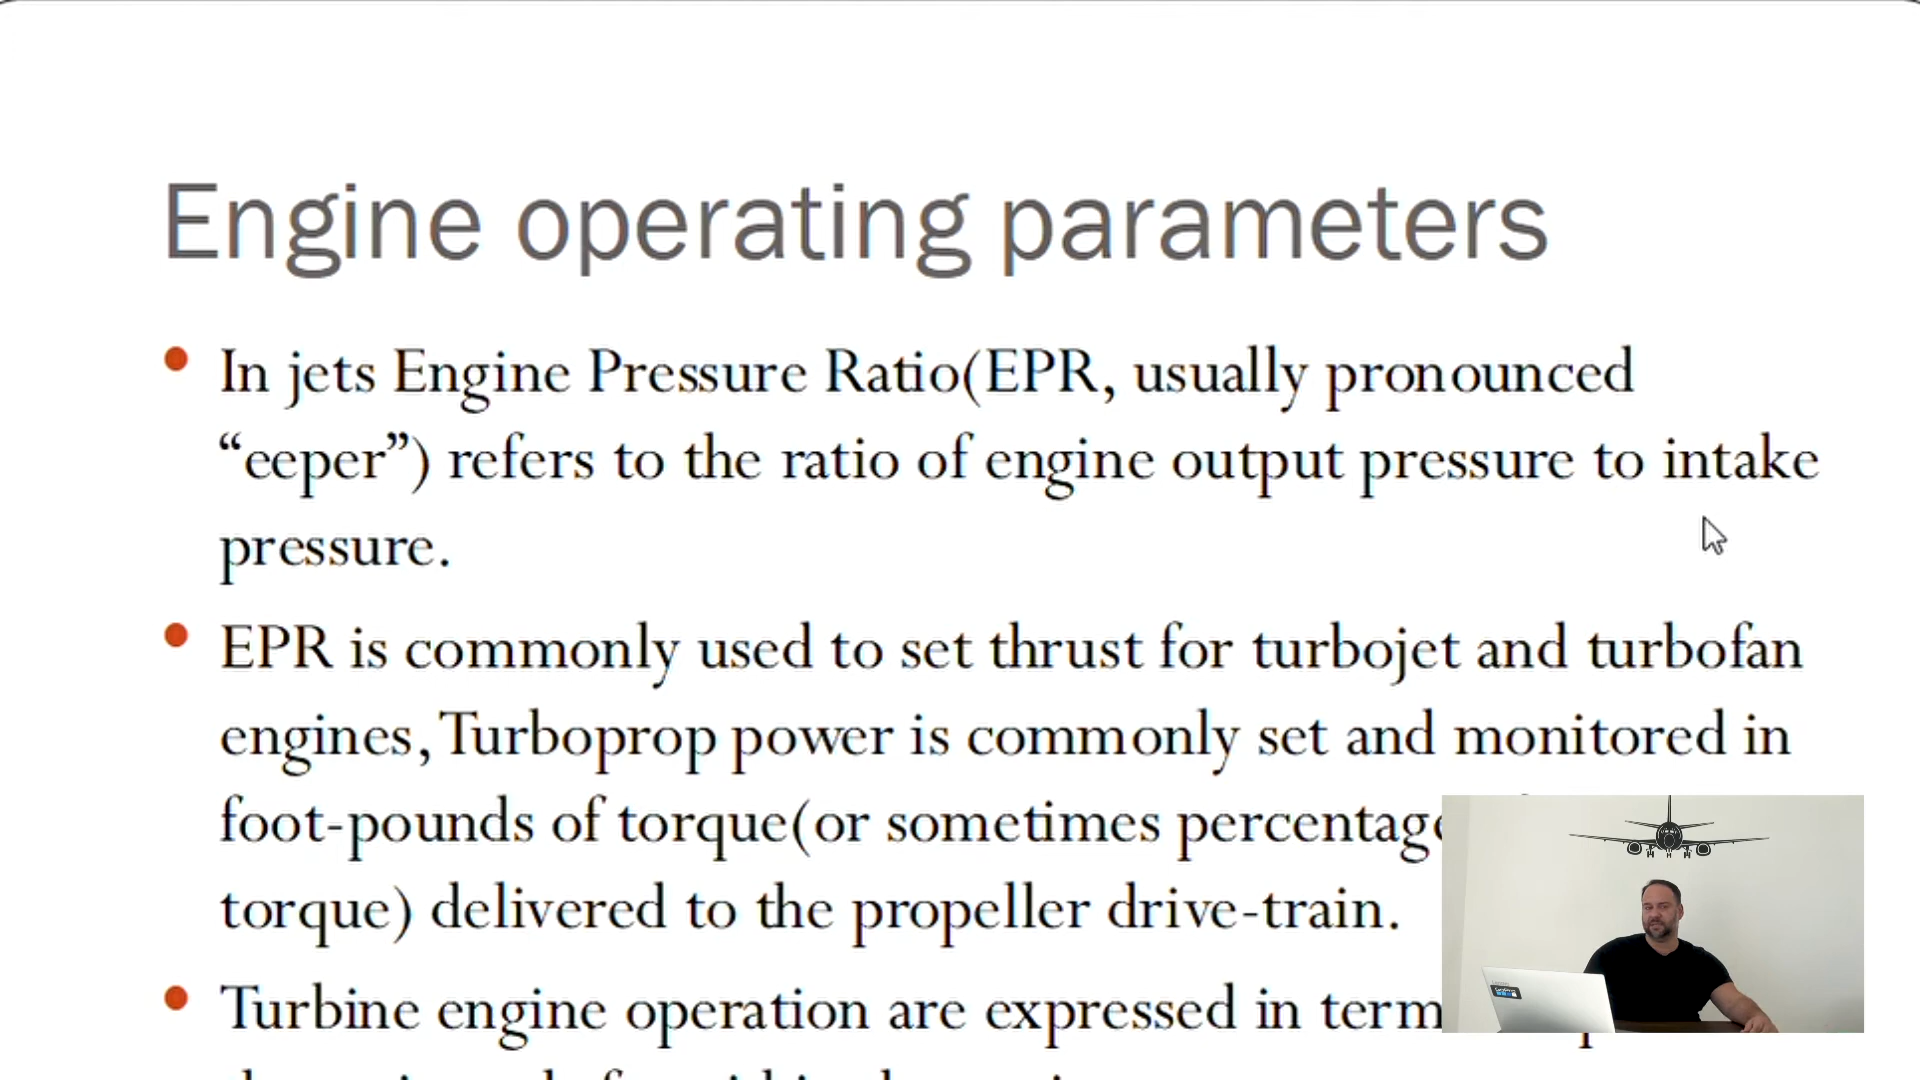 Engine operating parameters
In jets Engine Pressure Ratio(EPR, usually pronounced
“eeper”) refers to the ratio of engine output pressure to intake
pressure.
EPR is commonly used to set thrust for turbojet and turbofan
engines,Turboprop power is commonly set and monitored in
foot-pounds of torque(or sometimes percentage
torque) delivered to the propeller drive-train.
Turbine engine operation are expressed in term